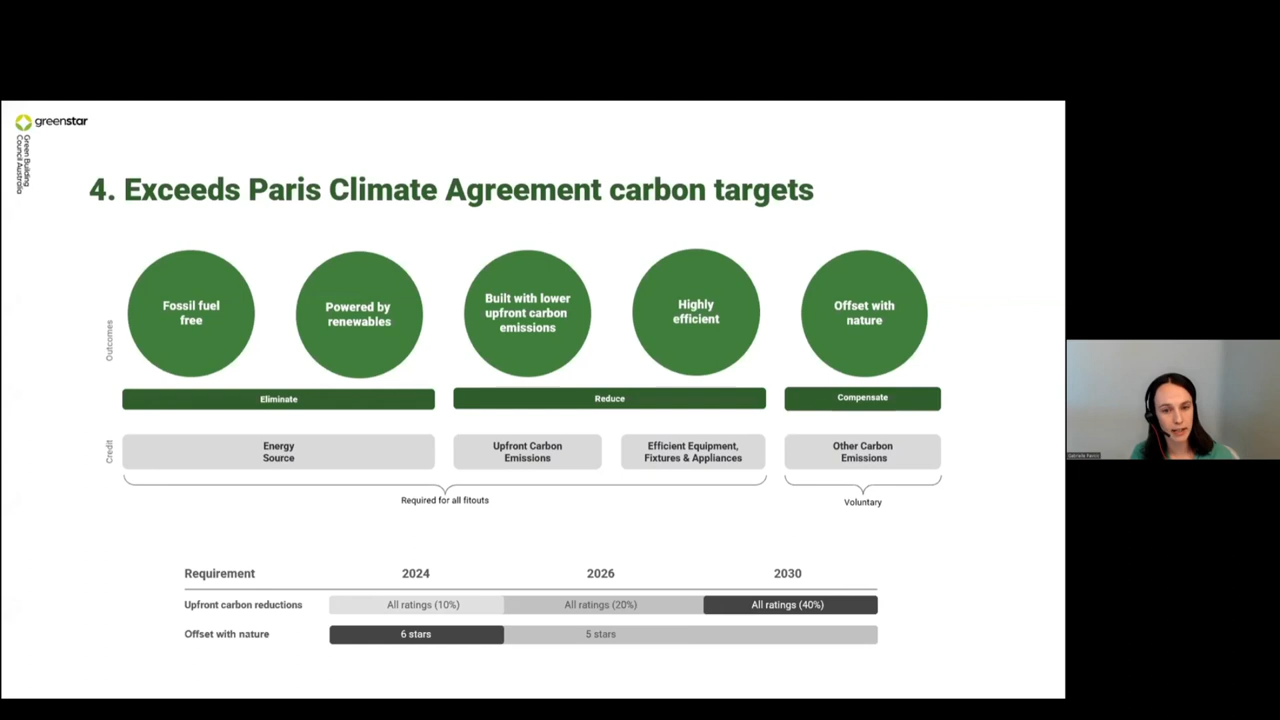 greenstar
Green Building
Council Australia
4. Exceeds Paris Climate Agreement carbon targets
Outcomes
Fossil fuel
free
Powered by
renewables
Built with lower
upfront carbon
emissions
Highly
efficient
Offset with
nature
Eliminate
Reduce
Compensate
Credit
Energy
Source
Upfront Carbon
Emissions
Efficient Equipment,
Fixtures & Appliances
Other Carbon
Emissions
Required for all fitouts
Voluntary
Requirement 2024 2026 2030
Upfront carbon reductions All ratings (10%) All ratings (20%) All ratings (40%)
Offset with nature 6 stars 5 stars